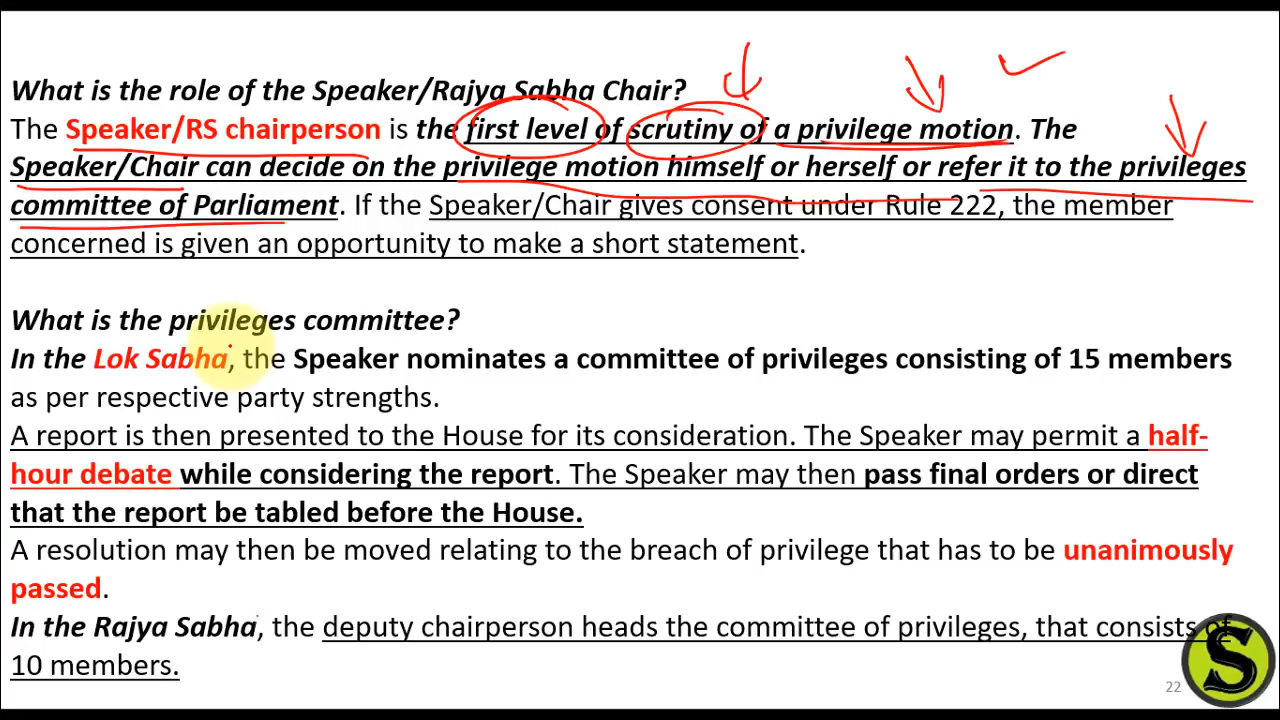 What is the role of the Speaker/Rajya Sabha Chair?
The Speaker/RS chairperson is the first level of scrutiny of a privilege motion. The
Speaker/Chair can decide on the privilege motion himself or herself or refer it to the privileges
committee of Parliament. If the Speaker/Chair gives consent under Rule 222, the member
concerned is given an opportunity to make a short statement.
What is the privileges committee?
In the Lok Sabha, the Speaker nominates a committee of privileges consisting of 15 members
as per respective party strengths.
A report is then presented to the House for its consideration. The Speaker may permit a half-
hour debate while considering the report. The Speaker may then pass final orders or direct
that the report be tabled before the House.
A resolution may then be moved relating to the breach of privilege that has to be unanimously
passed.
In the Rajya Sabha, the deputy chairperson heads the committee of privileges, that consists of
10 members.
22
S